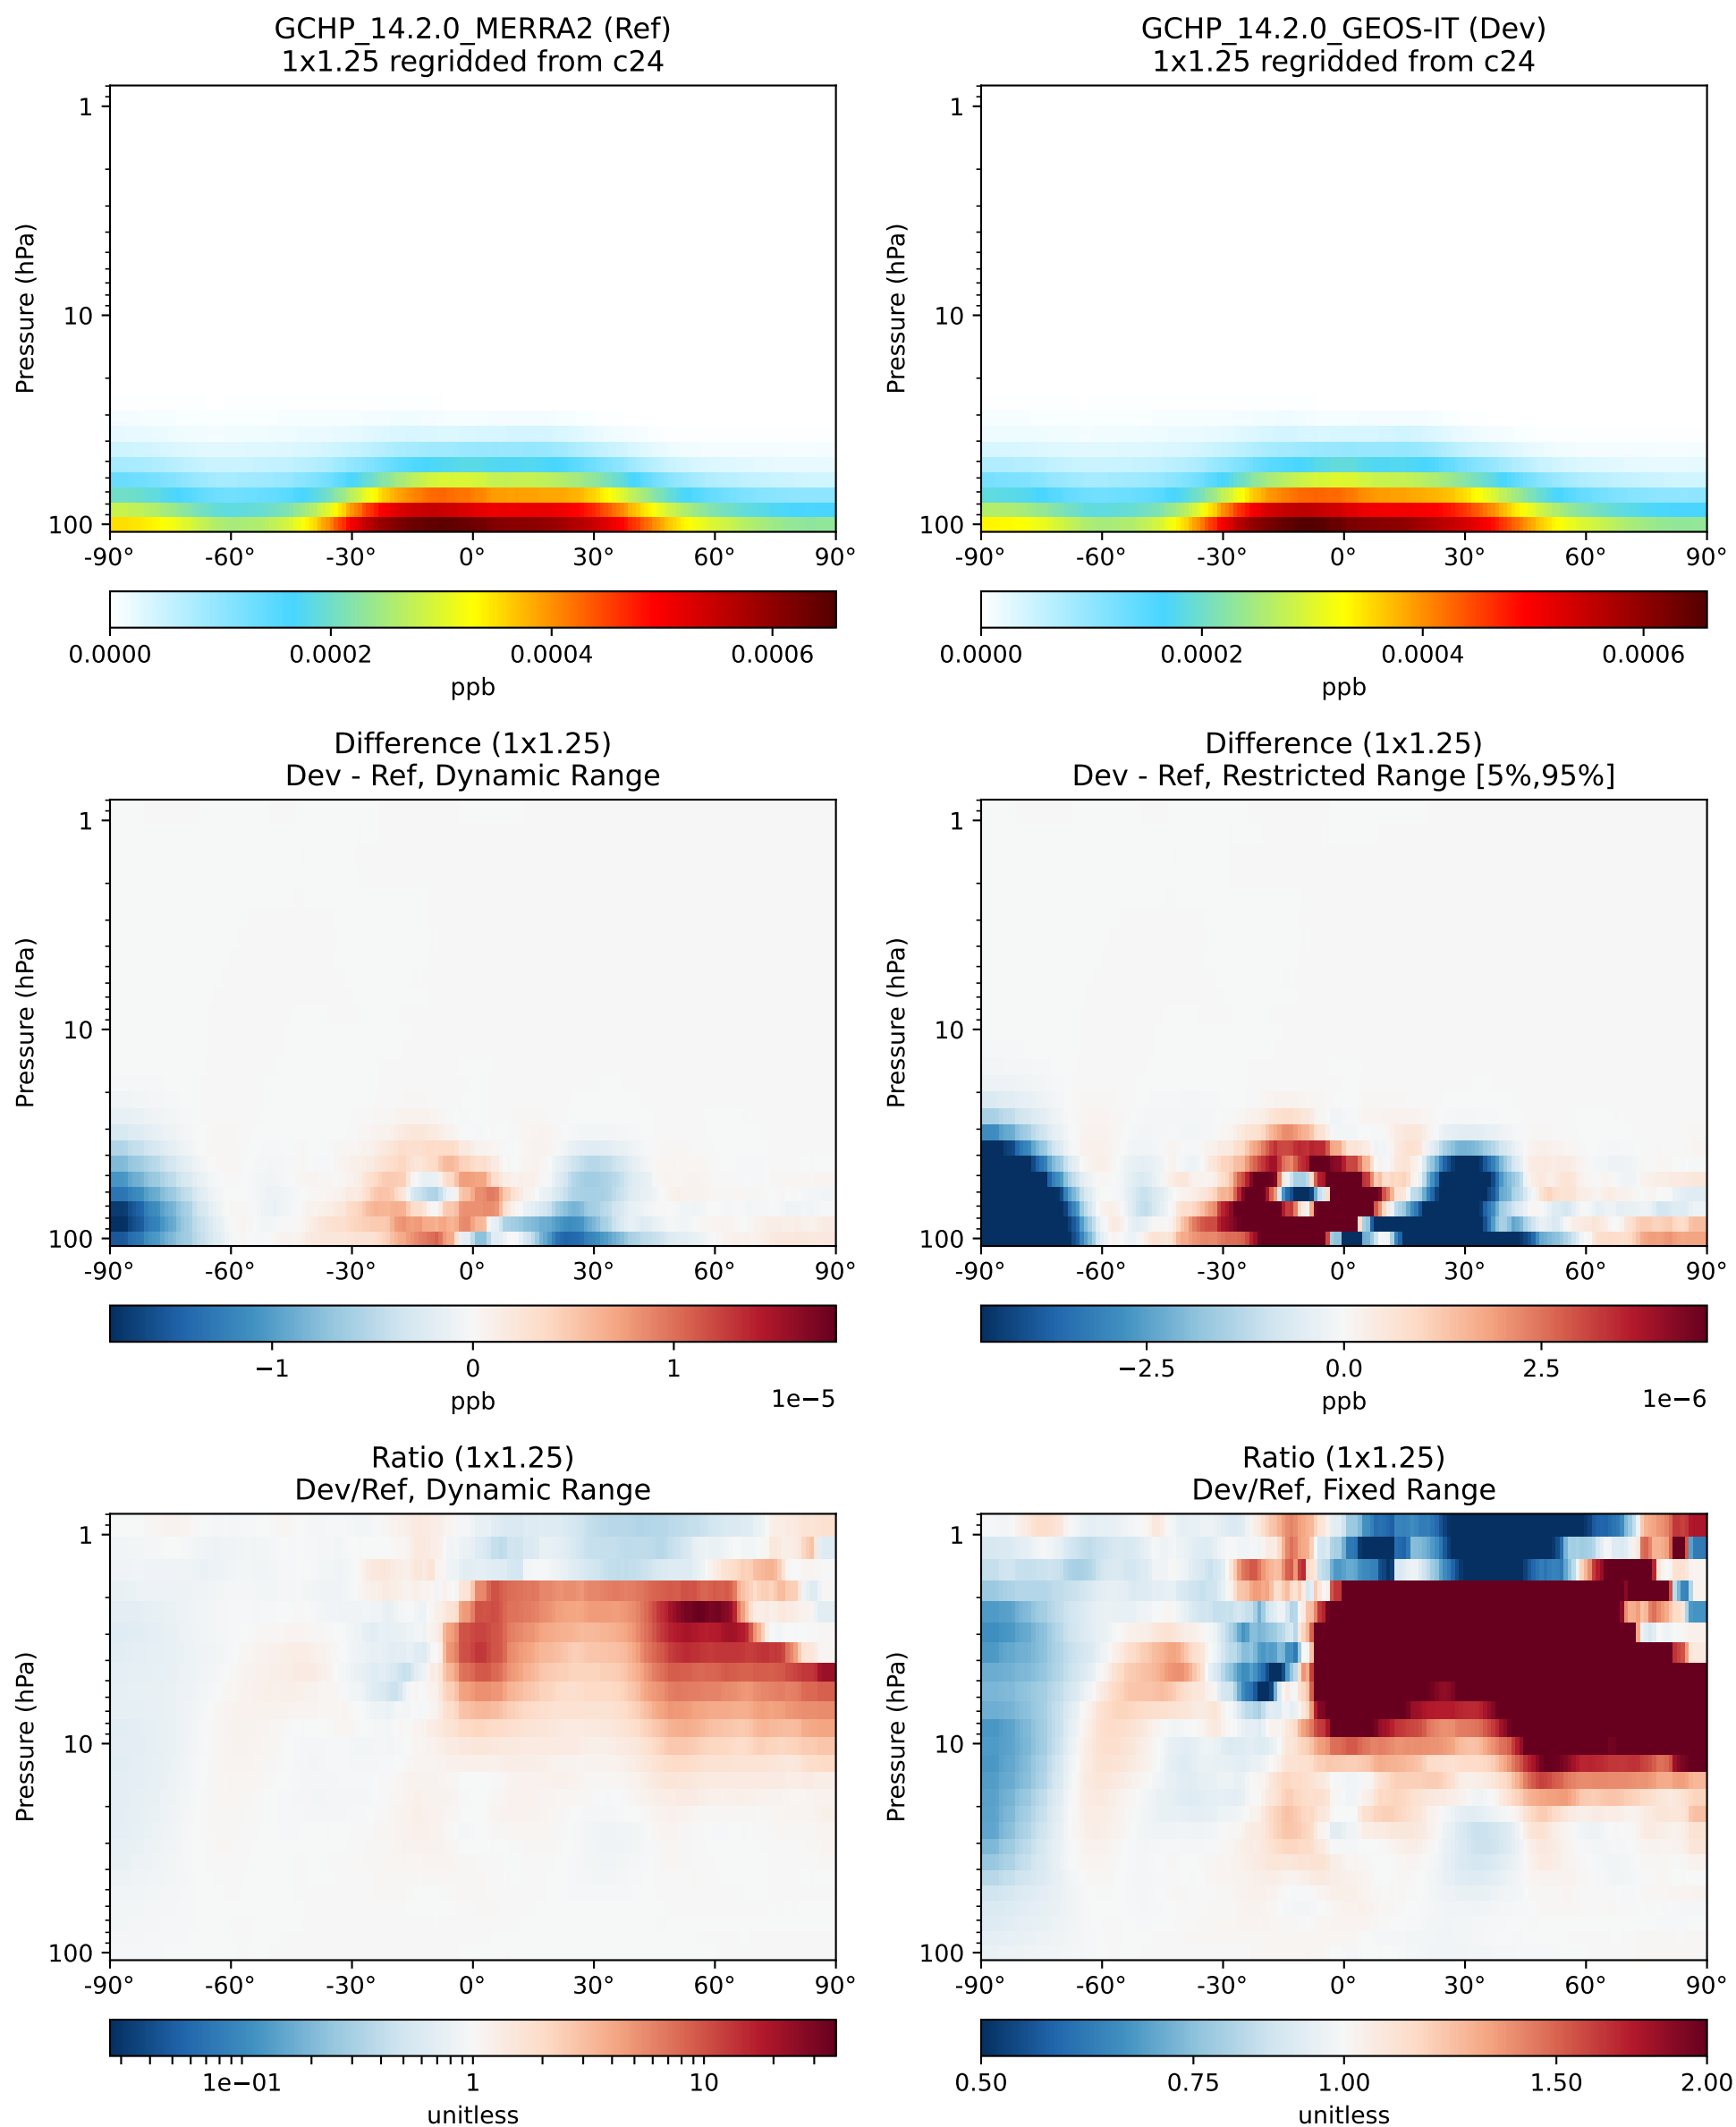 GCHP_14.2.0_MERRA2 (Ref)
1x1.25 regridded from c24
Pressure (hPa)
1
10
100
-90° -60° -30° 0° 30° 60° 90°
0.0000 0.0002 0.0004 0.0006
ppb
GCHP_14.2.0_GEOS-IT (Dev)
1x1.25 regridded from c24
Pressure (hPa)
1
10
100
-90° -60° -30° 0° 30° 60° 90°
0.0000 0.0002 0.0004 0.0006
ppb
Difference (1x1.25)
Dev - Ref, Dynamic Range
Pressure (hPa)
1
10
100
-90° -60° -30° 0° 30° 60° 90°
−1 0 1
ppb 1e−5
Difference (1x1.25)
Dev - Ref, Restricted Range [5%,95%]
Pressure (hPa)
1
10
100
-90° -60° -30° 0° 30° 60° 90°
−2.5 0.0 2.5
ppb 1e−6
Ratio (1x1.25)
Dev/Ref, Dynamic Range
Pressure (hPa)
1
10
100
-90° -60° -30° 0° 30° 60° 90°
1e−01 1 10
unitless
Ratio (1x1.25)
Dev/Ref, Fixed Range
Pressure (hPa)
1
10
100
-90° -60° -30° 0° 30° 60° 90°
0.50 0.75 1.00 1.50 2.00
unitless